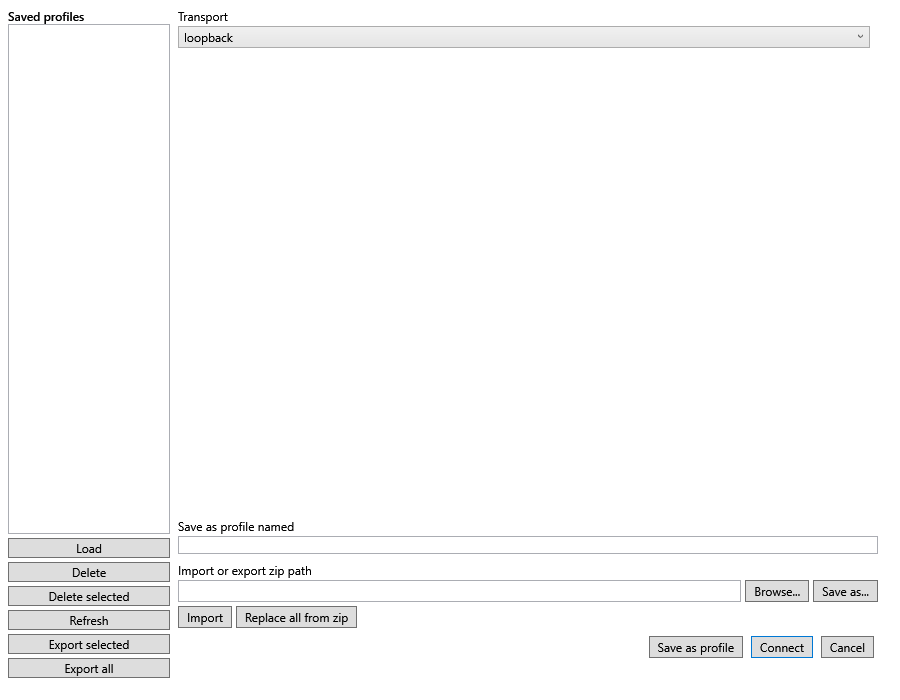 Saved profiles
Transport
loopback
Save as profile named
Load
Import or export zip path
Delete
Browse...
Save as...
Delete selected
Import
Replace all from zip
Refresh
Export selected
Save as profile
Connect
Cancel
Export all